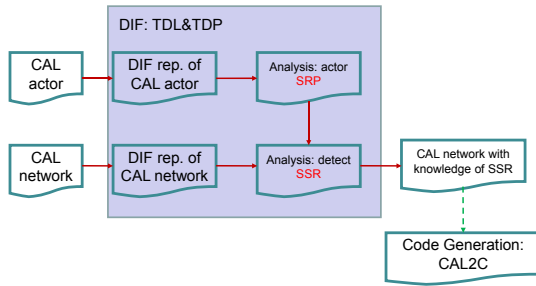 DIF: TDL&TDP
CAL
actor
DIF rep. of
CAL actor
Analysis: actor
SRP
CAL
network
DIF rep. of
CAL network
Analysis: detect
SSR
CAL network with
knowledge of SSR
Code Generation:
CAL2C